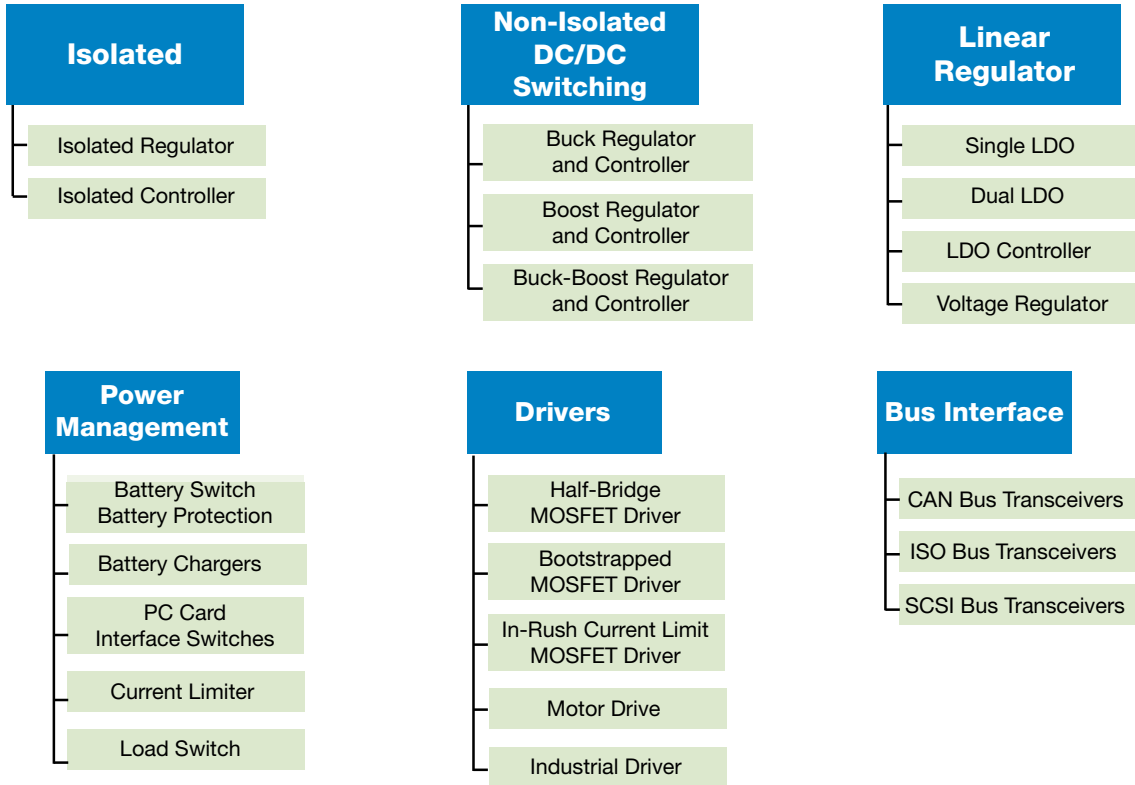 Isolated
Isolated Regulator
Isolated Controller
Non-Isolated
DC/DC
Switching
Buck Regulator
and Controller
Boost Regulator
and Controller
Buck-Boost Regulator
and Controller
Linear
Regulator
Single LDO
Dual LDO
LDO Controller
Voltage Regulator
Power
Management
Battery Switch
Battery Protection
Battery Chargers
PC Card
Interface Switches
Current Limiter
Load Switch
Drivers
Half-Bridge
MOSFET Driver
Bootstrapped
MOSFET Driver
In-Rush Current Limit
MOSFET Driver
Motor Drive
Industrial Driver
Bus Interface
CAN Bus Transceivers
ISO Bus Transceivers
SCSI Bus Transceivers